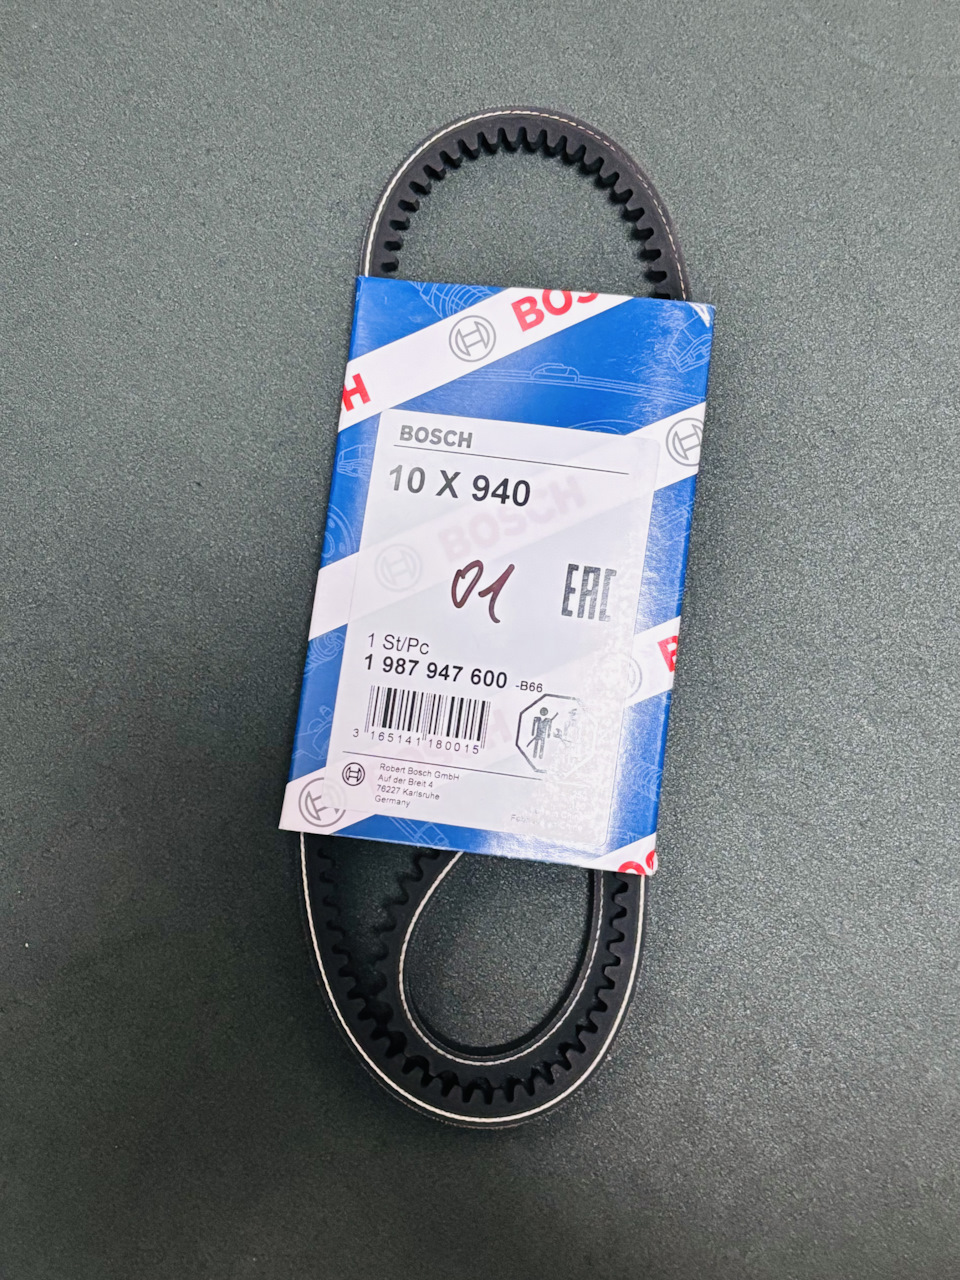 BOSCH
H
BOSCH
10 X 940
BOSCH
01
EAC
1 St/Pc
1 987 947 600 -B66
3 165141 180015
Robert Bosch GmbH
Auf der Breit 4
76227 Karlsruhe
Germany